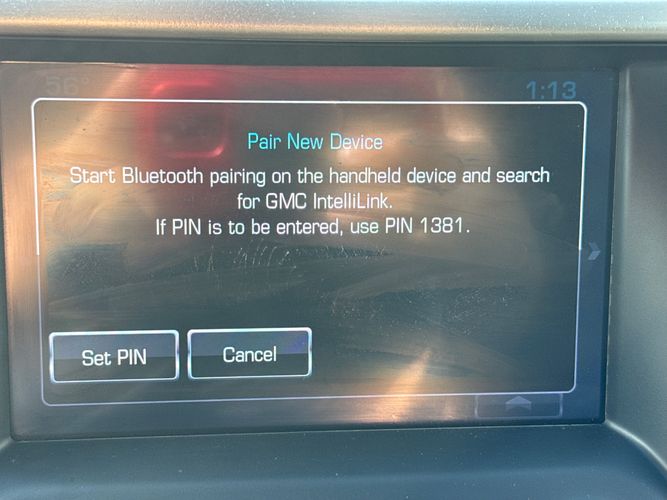 56°
1:13
Pair New Device
Start Bluetooth pairing on the handheld device and search
for GMC IntelliLink.
If PIN is to be entered, use PIN 1381.
Set PIN
Cancel